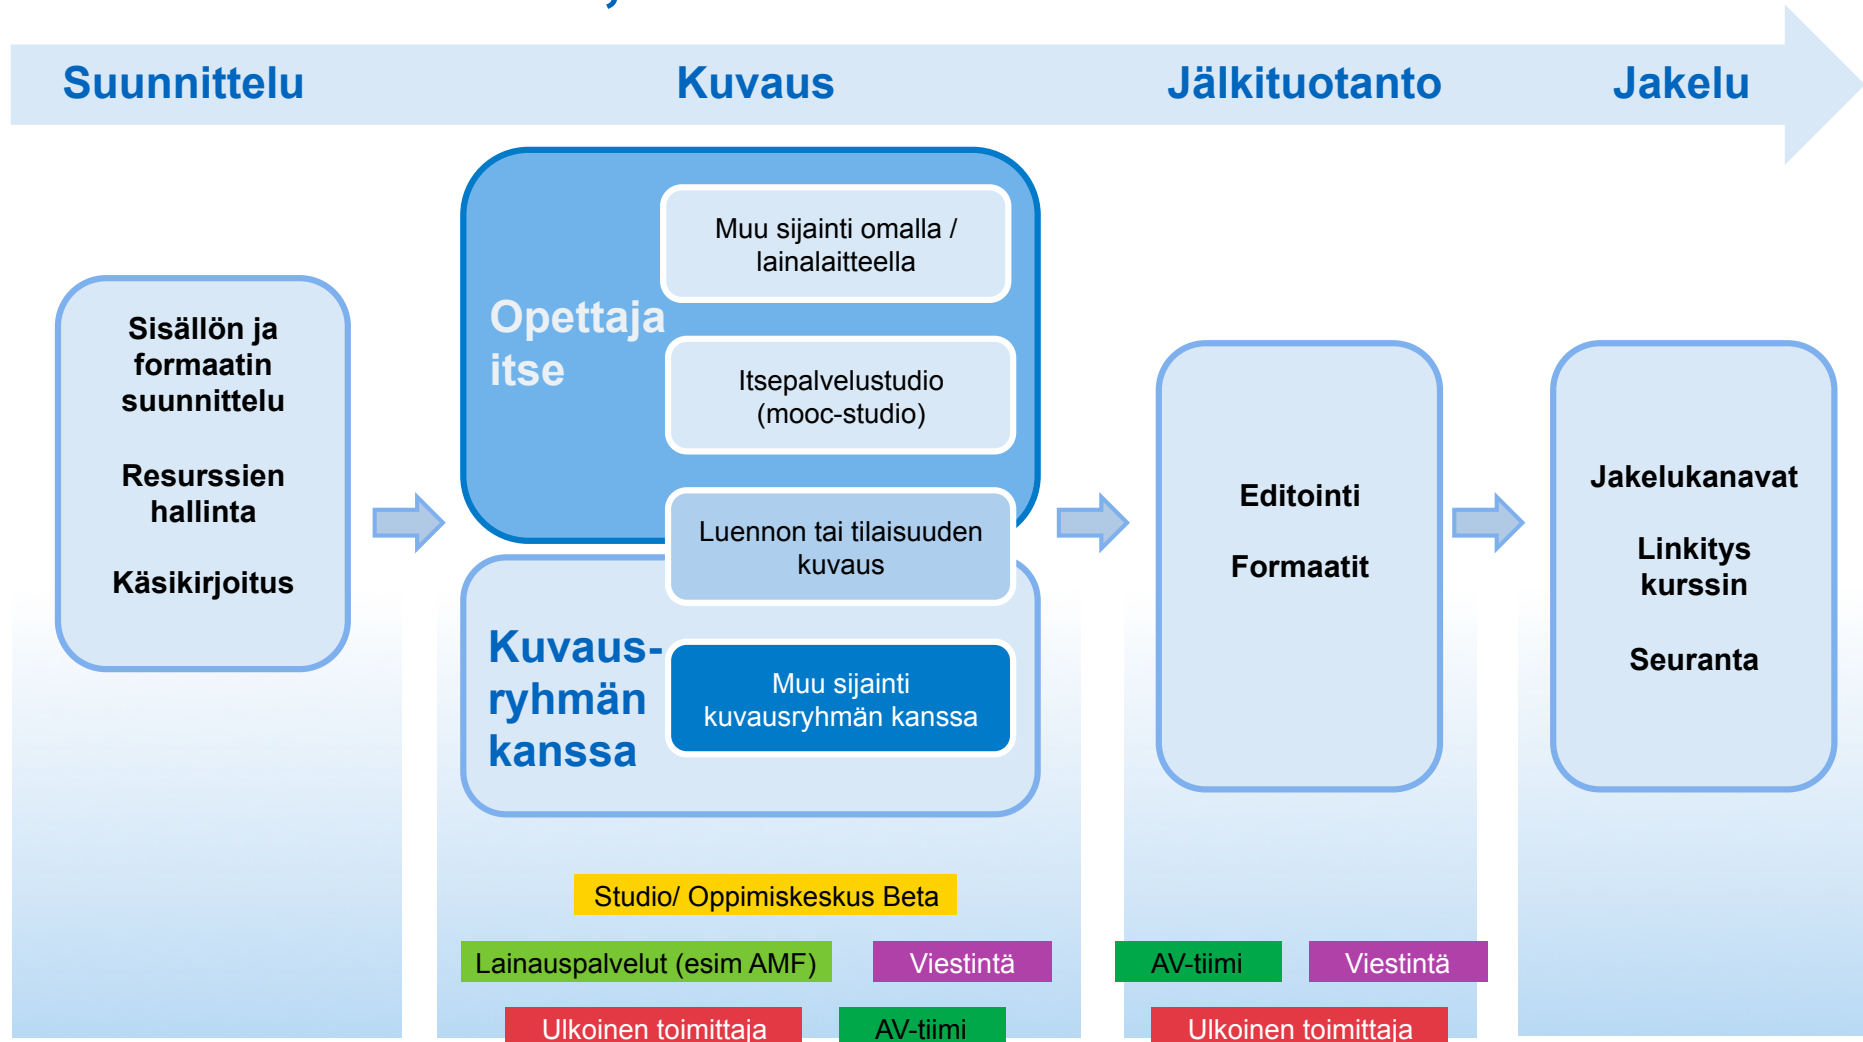 Suunnittelu
Kuvaus
Jälkituotanto
Jakelu
Sisällön ja
formaatin
suunnittelu
Resurssien
hallinta
Käsikirjoitus
Opettaja
itse
Muu sijainti omalla /
lainalaitteella
Itsepalvelustudio
(mooc-studio)
Luennon tai tilaisuuden
kuvaus
Kuvaus-
ryhmän
kanssa
Muu sijainti
kuvausryhmän kanssa
Editointi
Formaatit
Jakelukanavat
Linkitys
kurssin
Seuranta
Studio/ Oppimiskeskus Beta
Lainauspalvelut (esim AMF)
Viestintä
Ulkoinen toimittaja
AV-tiimi
AV-tiimi
Viestintä
Ulkoinen toimittaja